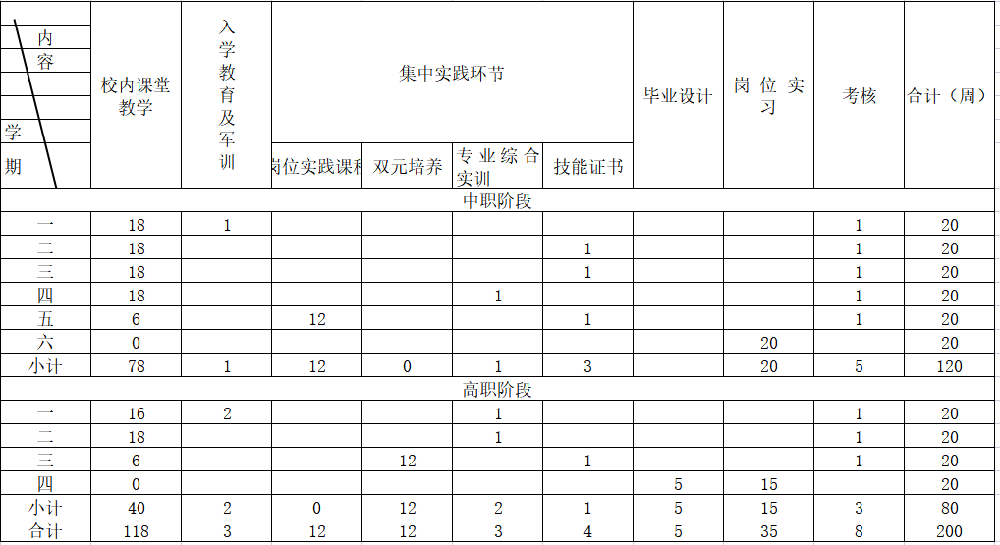 内
容
学
期
校内课堂
教学
入
学
教
育
及
军
训
集中实践环节
岗位实践课程
双元培养
专业综合
实训
技能证书
毕业设计
岗位实
习
考核
合计（周）
中职阶段
一 18 1 1 20
二 18 1 1 20
三 18 1 1 20
四 18 1 1 20
五 6 12 1 1 20
六 0 20 20
小计 78 1 12 0 1 3 20 5 120
高职阶段
一 16 2 1 1 20
二 18 1 1 20
三 6 12 1 1 20
四 0 5 15 20
小计 40 2 0 12 2 1 5 15 3 80
合计 118 3 12 12 3 4 5 35 8 200